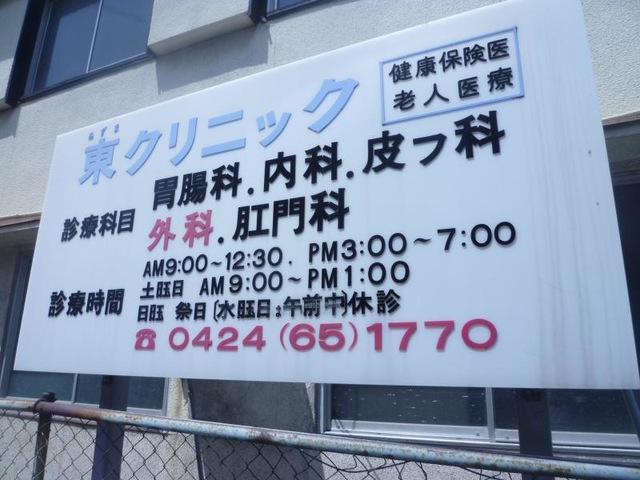 東クリニック
健康保険医
老人医療
診療科目
胃腸科.内科.皮フ科
外科.肛門科
診療時間
AM9:00～12:30. PM3:00～7:00
土曜日 AM9:00～PM1:00
日曜 祭日(水曜日 午前中)休診
☎0424(65)1770